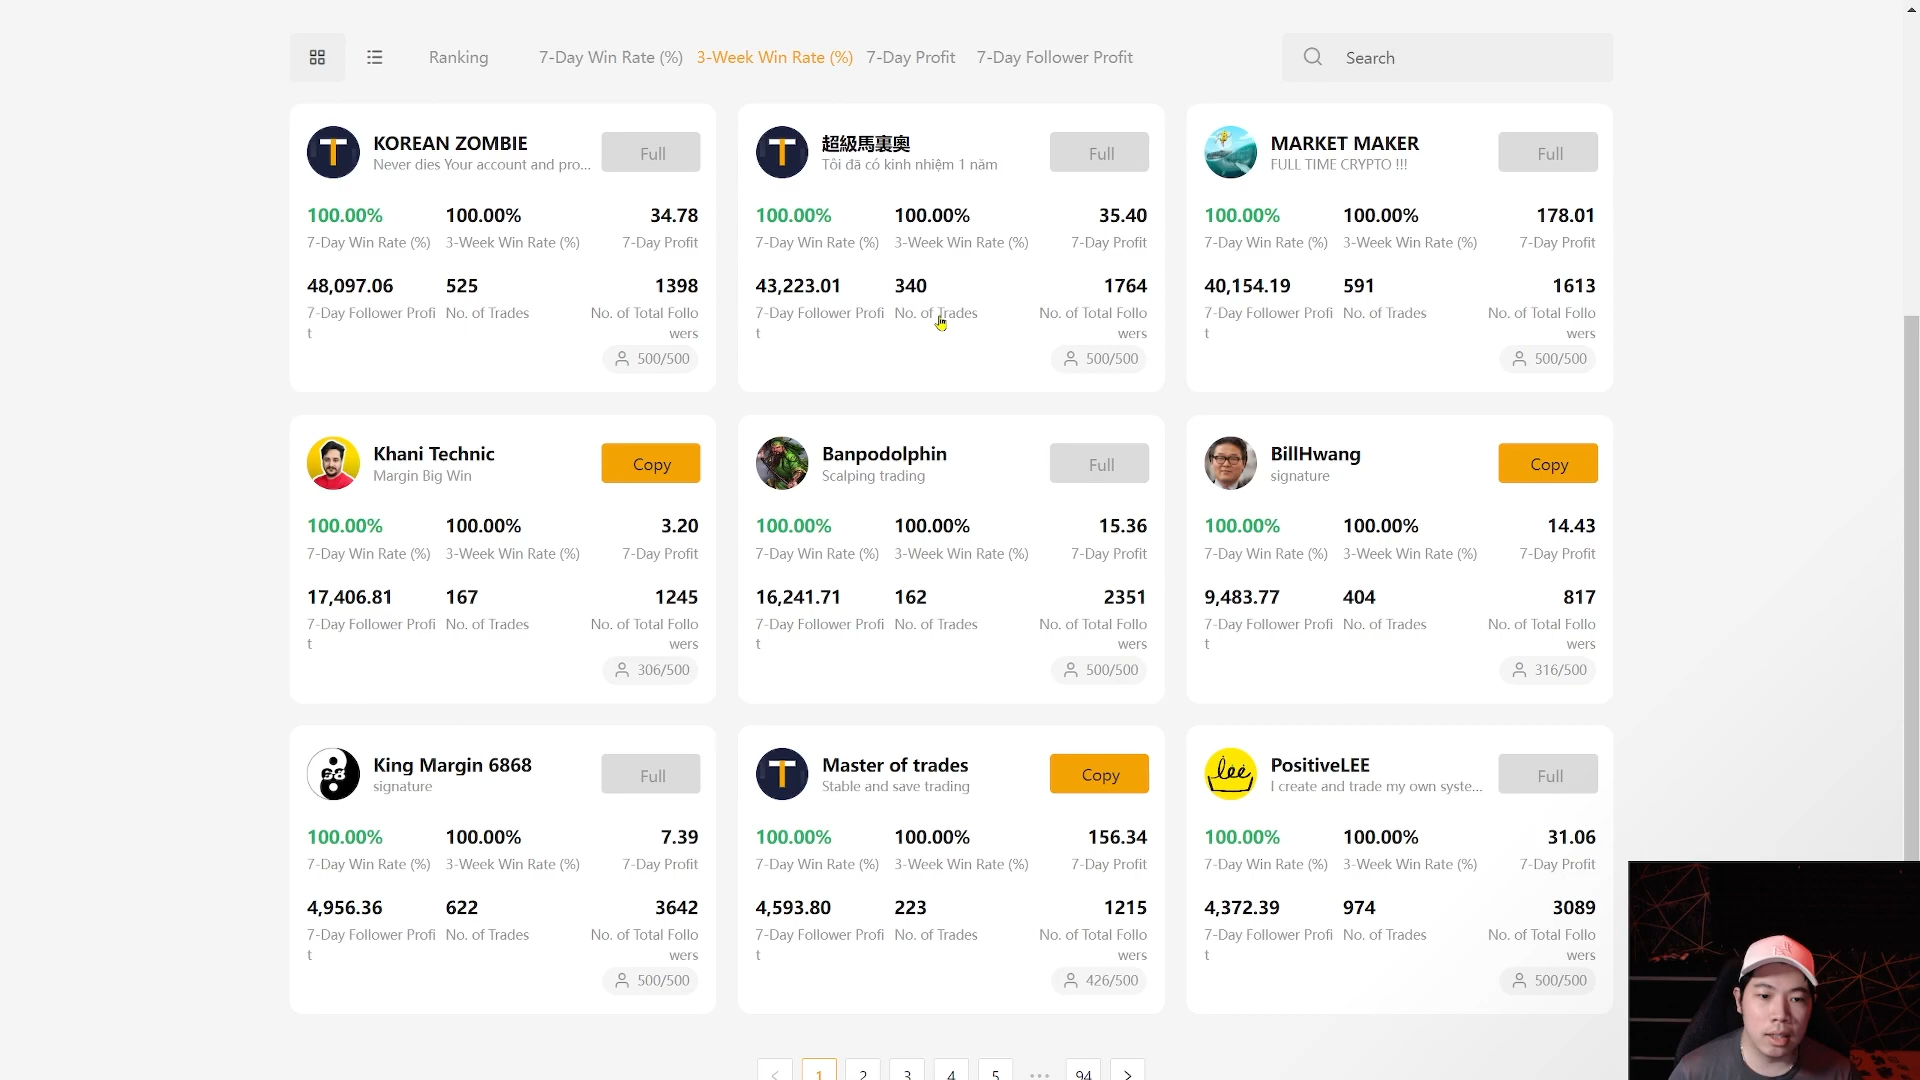 Ranking 7-Day Win Rate (%) 3-Week Win Rate (%) 7-Day Profit 7-Day Follower Profit Search
KOREAN ZOMBIE
Never dies Your account and pro...
Full
100.00% 100.00% 34.78
7-Day Win Rate (%) 3-Week Win Rate (%) 7-Day Profit
48,097.06 525 1398
7-Day Follower Profi No. of Trades No. of Total Follo
t wers
500/500
超級馬裏奧
Tôi đã có kinh nhiệm 1 năm
Full
100.00% 100.00% 35.40
7-Day Win Rate (%) 3-Week Win Rate (%) 7-Day Profit
43,223.01 340 1764
7-Day Follower Profi No. of Trades No. of Total Follo
t wers
500/500
MARKET MAKER
FULL TIME CRYPTO !!!
Full
100.00% 100.00% 178.01
7-Day Win Rate (%) 3-Week Win Rate (%) 7-Day Profit
40,154.19 591 1613
7-Day Follower Profi No. of Trades No. of Total Follo
t wers
500/500
Khani Technic
Margin Big Win
Copy
100.00% 100.00% 3.20
7-Day Win Rate (%) 3-Week Win Rate (%) 7-Day Profit
17,406.81 167 1245
7-Day Follower Profi No. of Trades No. of Total Follo
t wers
306/500
Banpodolphin
Scalping trading
Full
100.00% 100.00% 15.36
7-Day Win Rate (%) 3-Week Win Rate (%) 7-Day Profit
16,241.71 162 2351
7-Day Follower Profi No. of Trades No. of Total Follo
t wers
500/500
BillHwang
signature
Copy
100.00% 100.00% 14.43
7-Day Win Rate (%) 3-Week Win Rate (%) 7-Day Profit
9,483.77 404 817
7-Day Follower Profi No. of Trades No. of Total Follo
t wers
316/500
68
King Margin 6868
signature
Full
100.00% 100.00% 7.39
7-Day Win Rate (%) 3-Week Win Rate (%) 7-Day Profit
4,956.36 622 3642
7-Day Follower Profi No. of Trades No. of Total Follo
t wers
500/500
Master of trades
Stable and save trading
Copy
100.00% 100.00% 156.34
7-Day Win Rate (%) 3-Week Win Rate (%) 7-Day Profit
4,593.80 223 1215
7-Day Follower Profi No. of Trades No. of Total Follo
t wers
426/500
lee
PositiveLEE
I create and trade my own syste...
Full
100.00% 100.00% 31.06
7-Day Win Rate (%) 3-Week Win Rate (%) 7-Day Profit
4,372.39 974 3089
7-Day Follower Profi No. of Trades No. of Total Follo
t wers
500/500
< 1 2 3 4 5 ••• 94 >